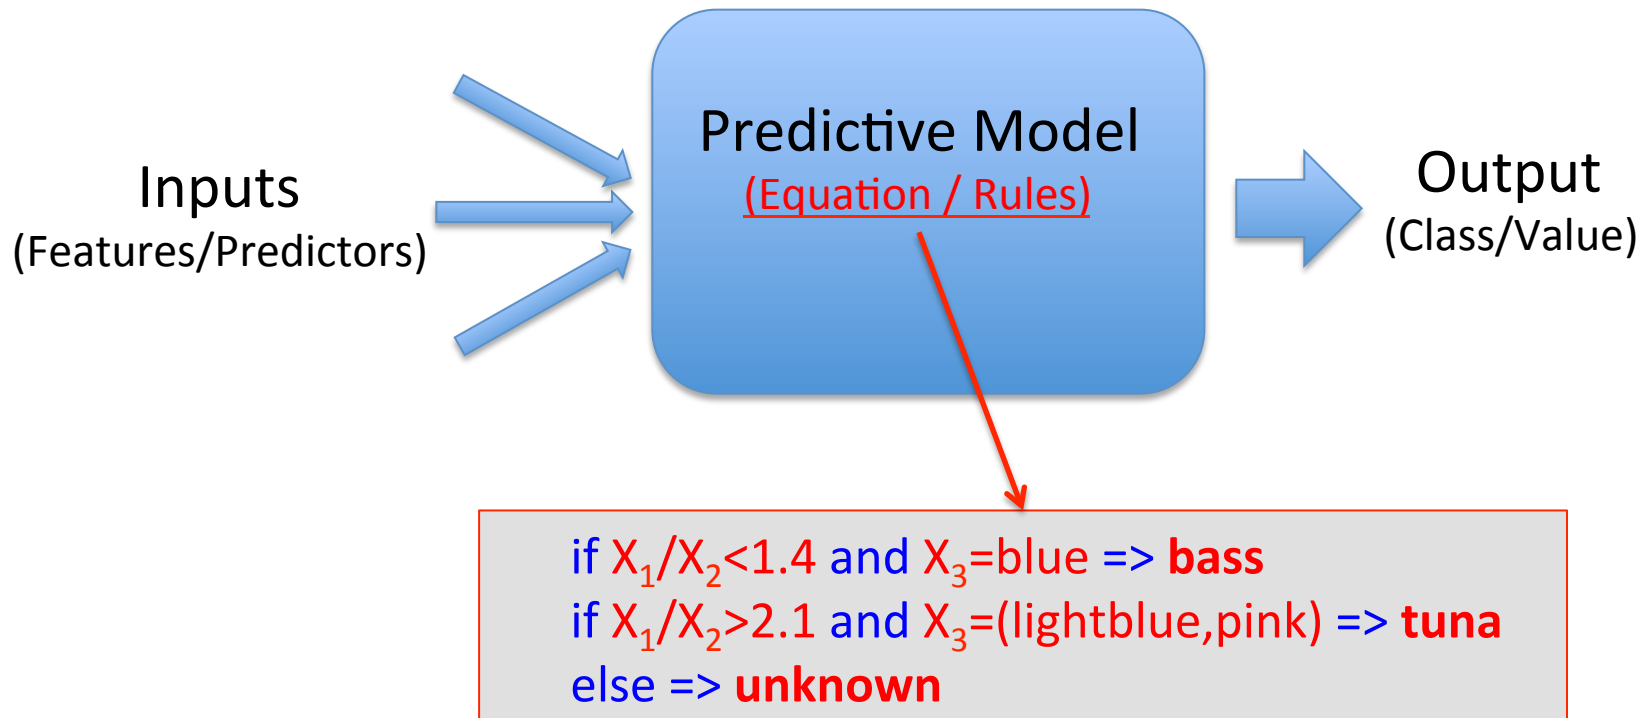 Inputs
(Features/Predictors)
Predictive Model
(Equation / Rules)
Output
(Class/Value)
if X₁/X₂<1.4 and X₃=blue => bass
if X₁/X₂>2.1 and X₃=(lightblue,pink) => tuna
else => unknown